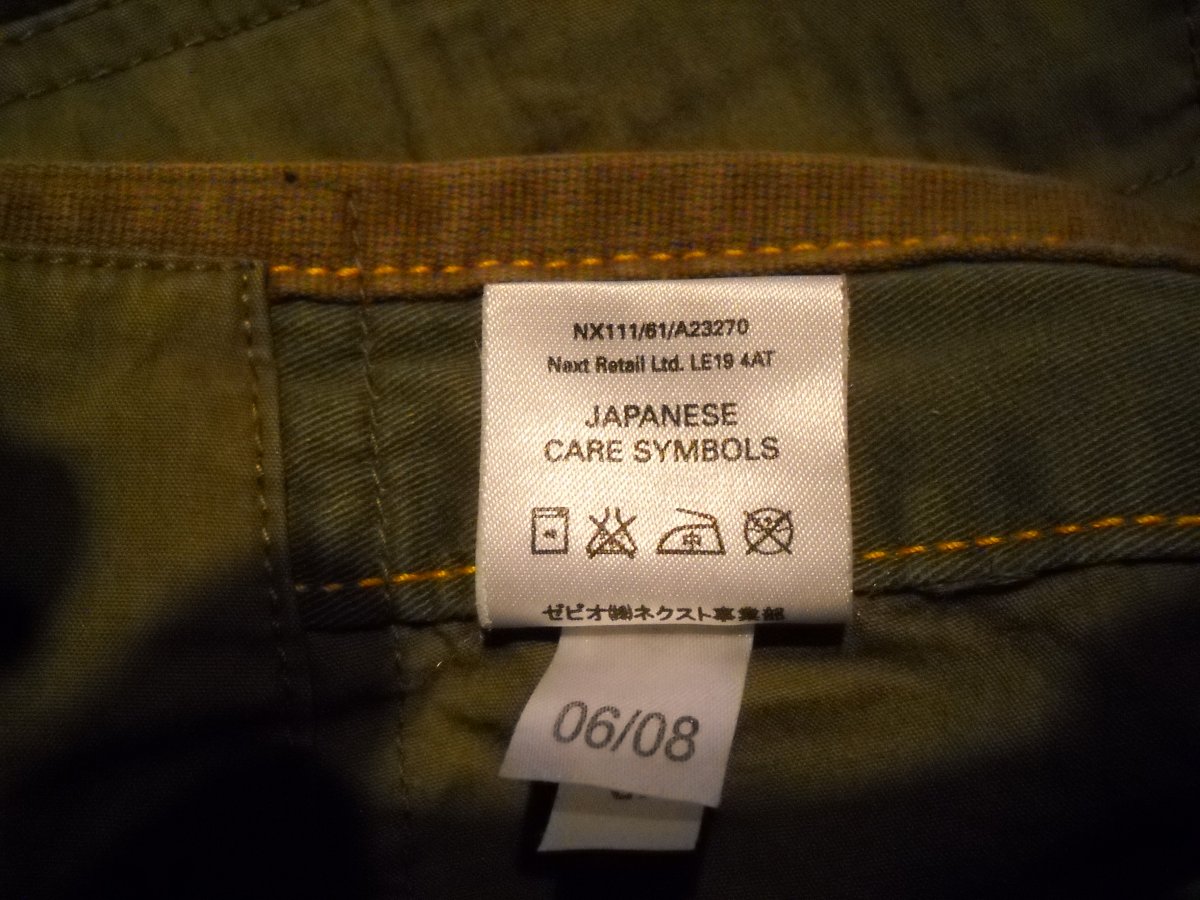 NX111/61/A23270
Next Retail Ltd. LE19 4AT
JAPANESE
CARE SYMBOLS
ゼビオ㈱ネクスト事業部
06/08